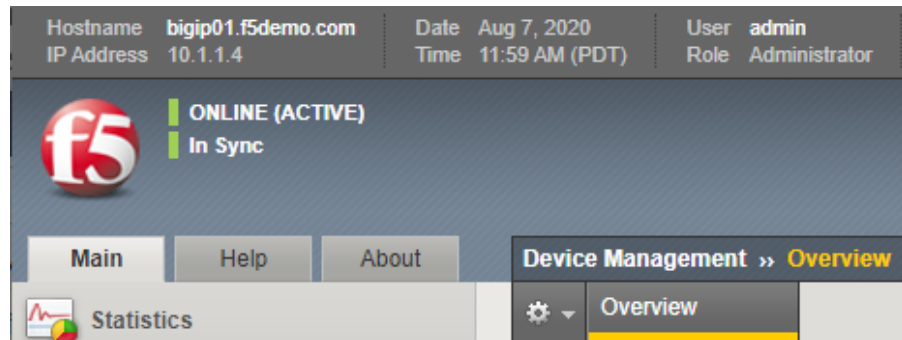 Hostname bigip01.f5demo.com Date Aug 7, 2020 User admin
IP Address 10.1.1.4 Time 11:59 AM (PDT) Role Administrator
f5
ONLINE (ACTIVE)
In Sync
Main Help About
Device Management ›› Overview
Statistics
Overview